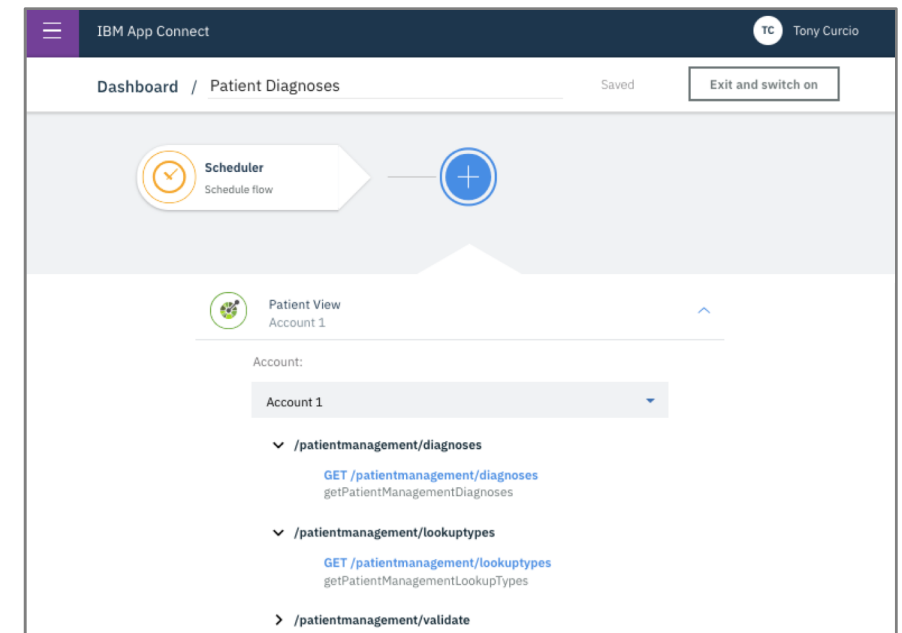 IBM App Connect
TC Tony Curcio
Dashboard / Patient Diagnoses
Saved
Exit and switch on
Scheduler
Schedule flow
Patient View
Account 1
Account:
Account 1
/patientmanagement/diagnoses
GET /patientmanagement/diagnoses
getPatientManagementDiagnoses
/patientmanagement/lookuptypes
GET /patientmanagement/lookuptypes
getPatientManagementLookupTypes
/patientmanagement/validate